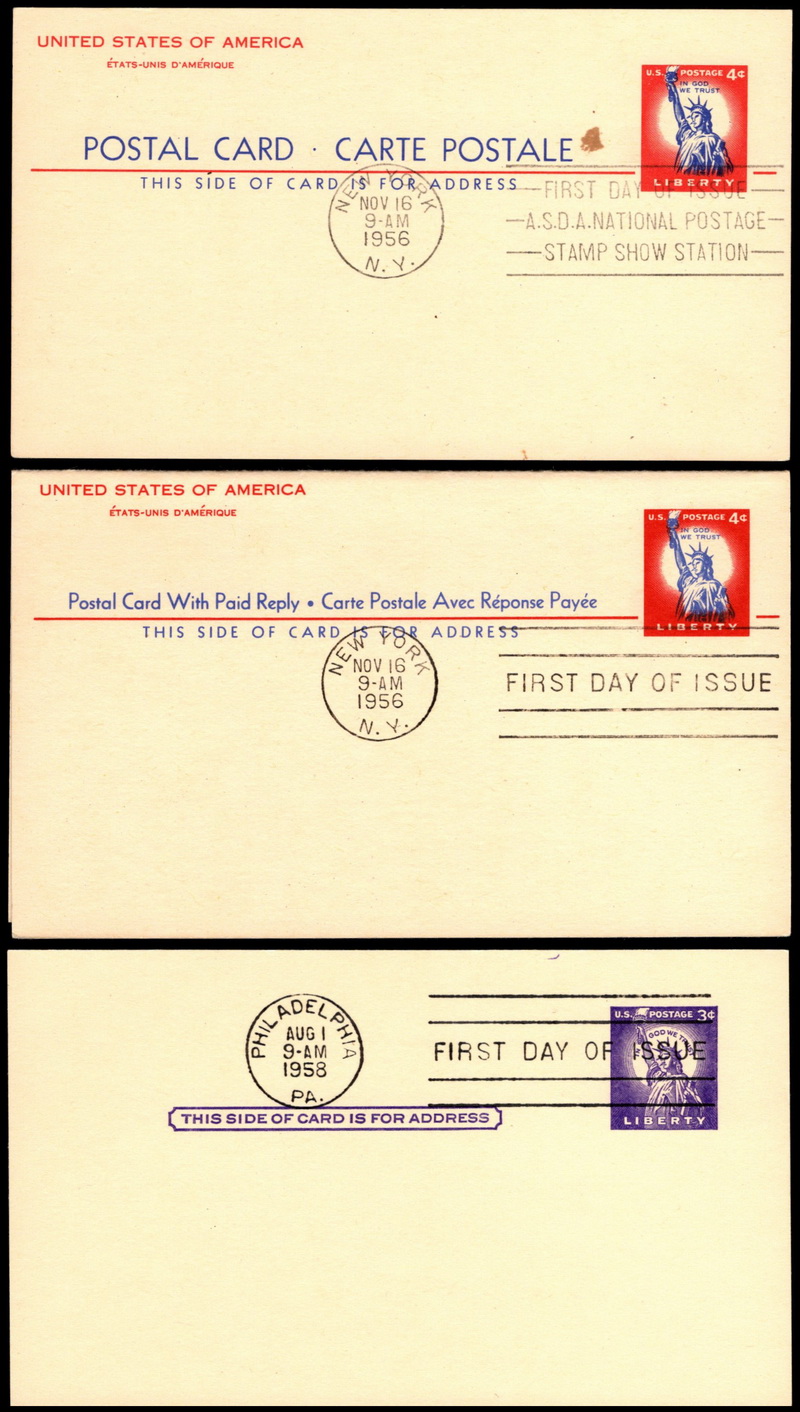 UNITED STATES OF AMERICA
ÉTATS-UNIS D'AMÉRIQUE
U.S. POSTAGE 4¢
IN GOD
WE TRUST
LIBERTY
POSTAL CARD · CARTE POSTALE
THIS SIDE OF CARD IS FOR ADDRESS
NEW YORK
NOV 16
9-AM
1956
N.Y.
FIRST DAY OF ISSUE
A.S.D.A. NATIONAL POSTAGE
STAMP SHOW STATION
UNITED STATES OF AMERICA
ÉTATS-UNIS D'AMÉRIQUE
U.S. POSTAGE 4¢
IN GOD
WE TRUST
LIBERTY
Postal Card With Paid Reply • Carte Postale Avec Réponse Payée
THIS SIDE OF CARD IS FOR ADDRESS
NEW YORK
NOV 16
9-AM
1956
N.Y.
FIRST DAY OF ISSUE
PHILADELPHIA
AUG 1
9-AM
1958
PA.
FIRST DAY OF ISSUE
U.S. POSTAGE 3¢
IN GOD WE TRUST
LIBERTY
THIS SIDE OF CARD IS FOR ADDRESS